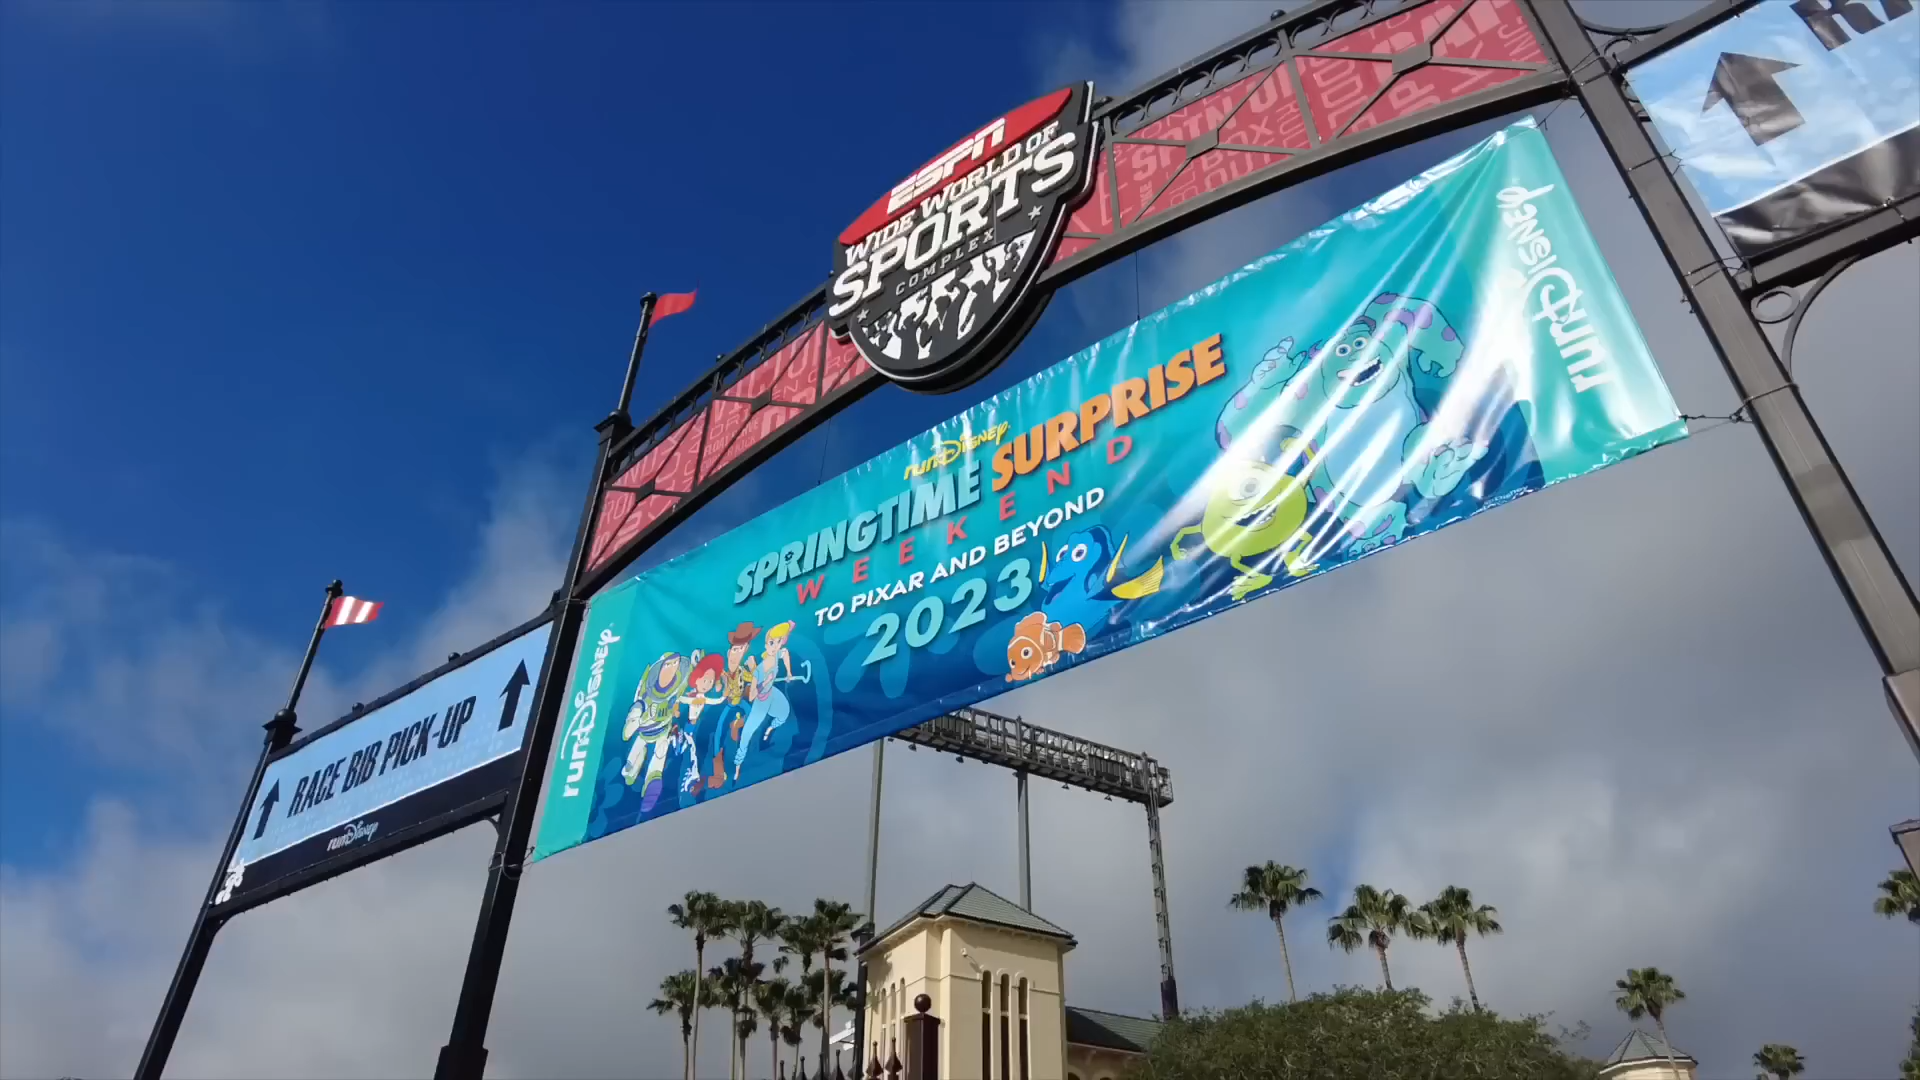 ESPN
WIDE WORLD OF
SPORTS
COMPLEX
runDisney
SPRINGTIME SURPRISE
WEEKEND
TO PIXAR AND BEYOND
2023
runDisney
runDisney
RACE BIB PICK-UP
runDisney